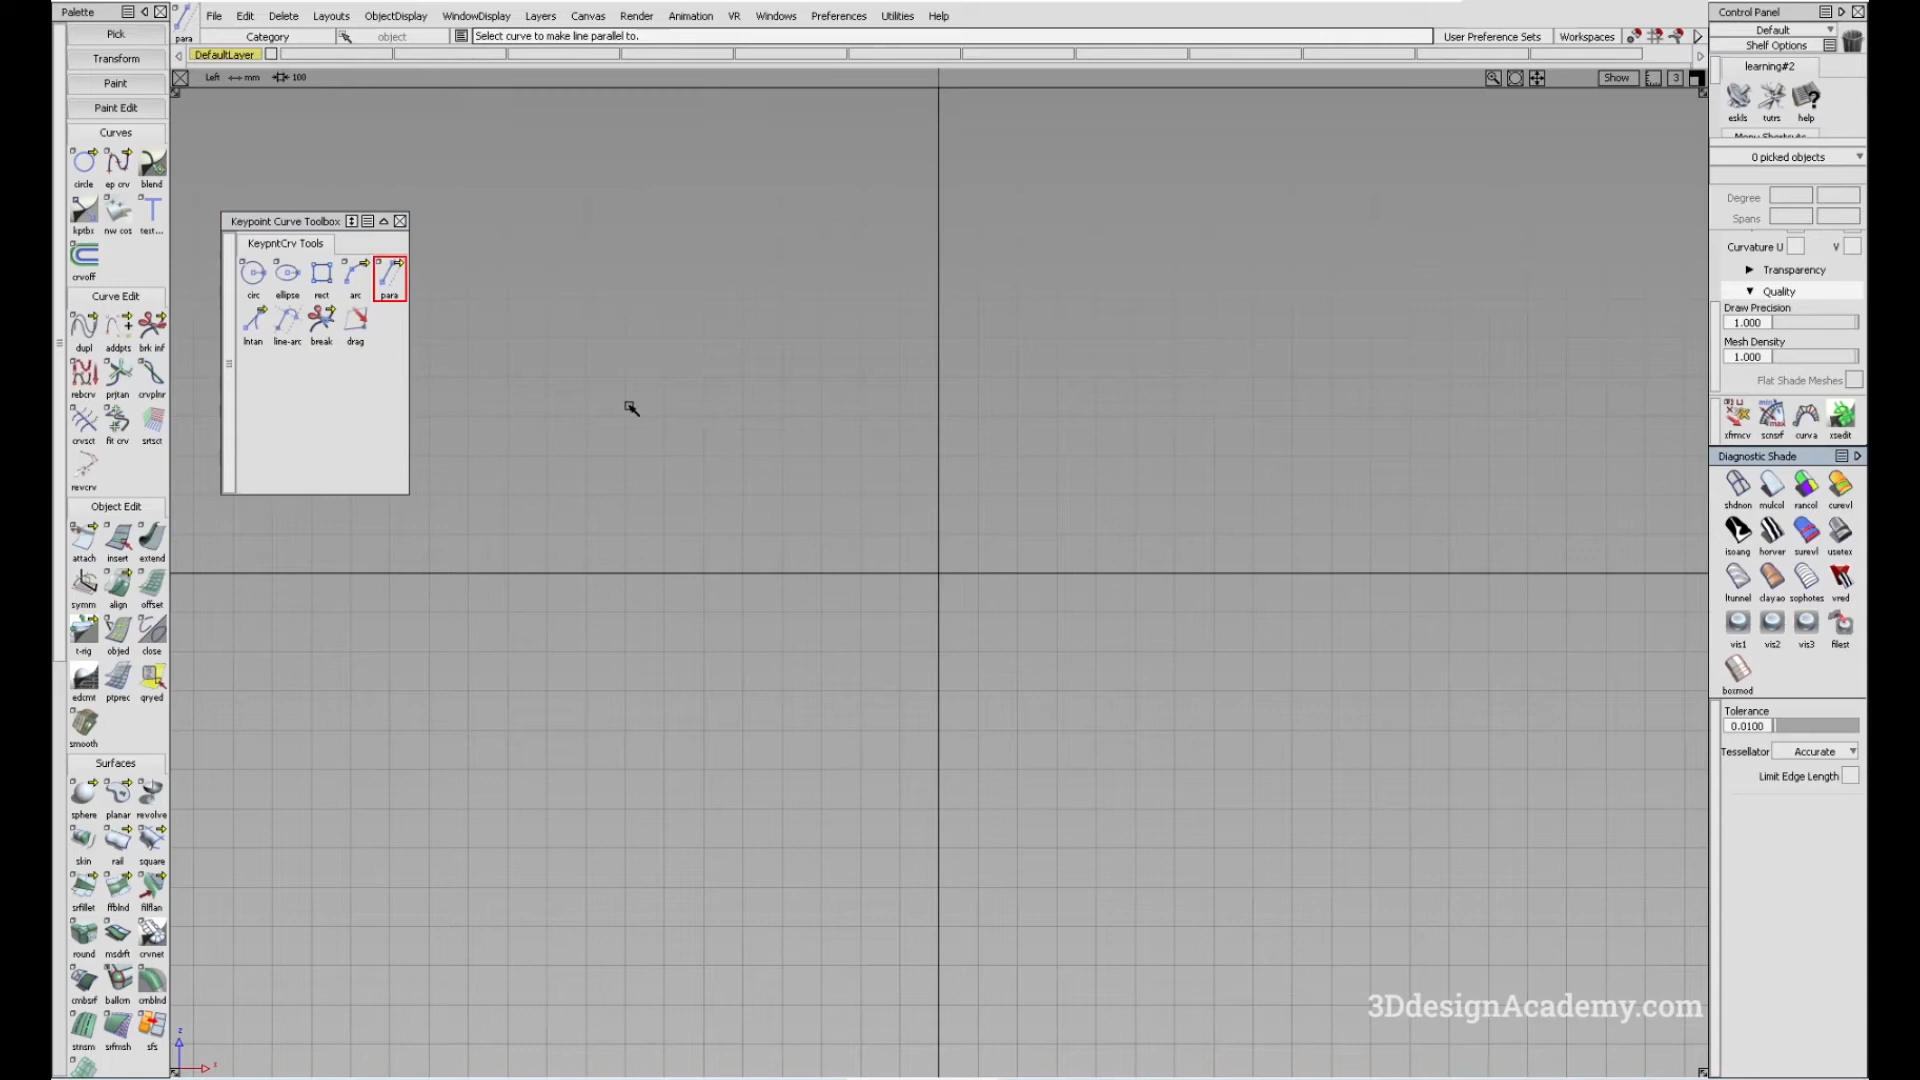 Palette
Pick
Transform
Paint
Paint Edit
Curves
circle ep crv blend
kptbx nw cos text...
crvoff
Curve Edit
dupl addpts brk inf
rebcrv prjtan crvplnr
crvsct fit crv srtsct
revcrv
Object Edit
attach insert extend
symm align offset
t-rig objed close
edcmt ptprec qryed
smooth
Surfaces
sphere planar revolve
skin rail square
srfillet ffblnd filflan
round msdrft crvnet
cmbsrf ballcrn cmblnd
stnsrn srfmsh sfs
para
File Edit Delete Layouts ObjectDisplay WindowDisplay Layers Canvas Render Animation VR Windows Preferences Utilities Help
Category object Select curve to make line parallel to. User Preference Sets Workspaces
DefaultLayer
Left mm 100 Show 3
Keypoint Curve Toolbox
KeypntCrv Tools
circ ellipse rect arc para
lntan line-arc break drag
z
3DdesignAcademy.com
Control Panel
Default
Shelf Options
learning#2
eskls tutrs help
Menu Shortcuts
0 picked objects
Degree
Spans
Curvature U V
Transparency
Quality
Draw Precision
1.000
Mesh Density
1.000
Flat Shade Meshes
xfrmcv scnsrf curva xsedit
Diagnostic Shade
shdnon mulcol rancol curevl
isoang horver surevl usetex
ltunnel clayao sophotes vred
vis1 vis2 vis3 filest
boxmod
Tolerance
0.0100
Tessellator Accurate
Limit Edge Length